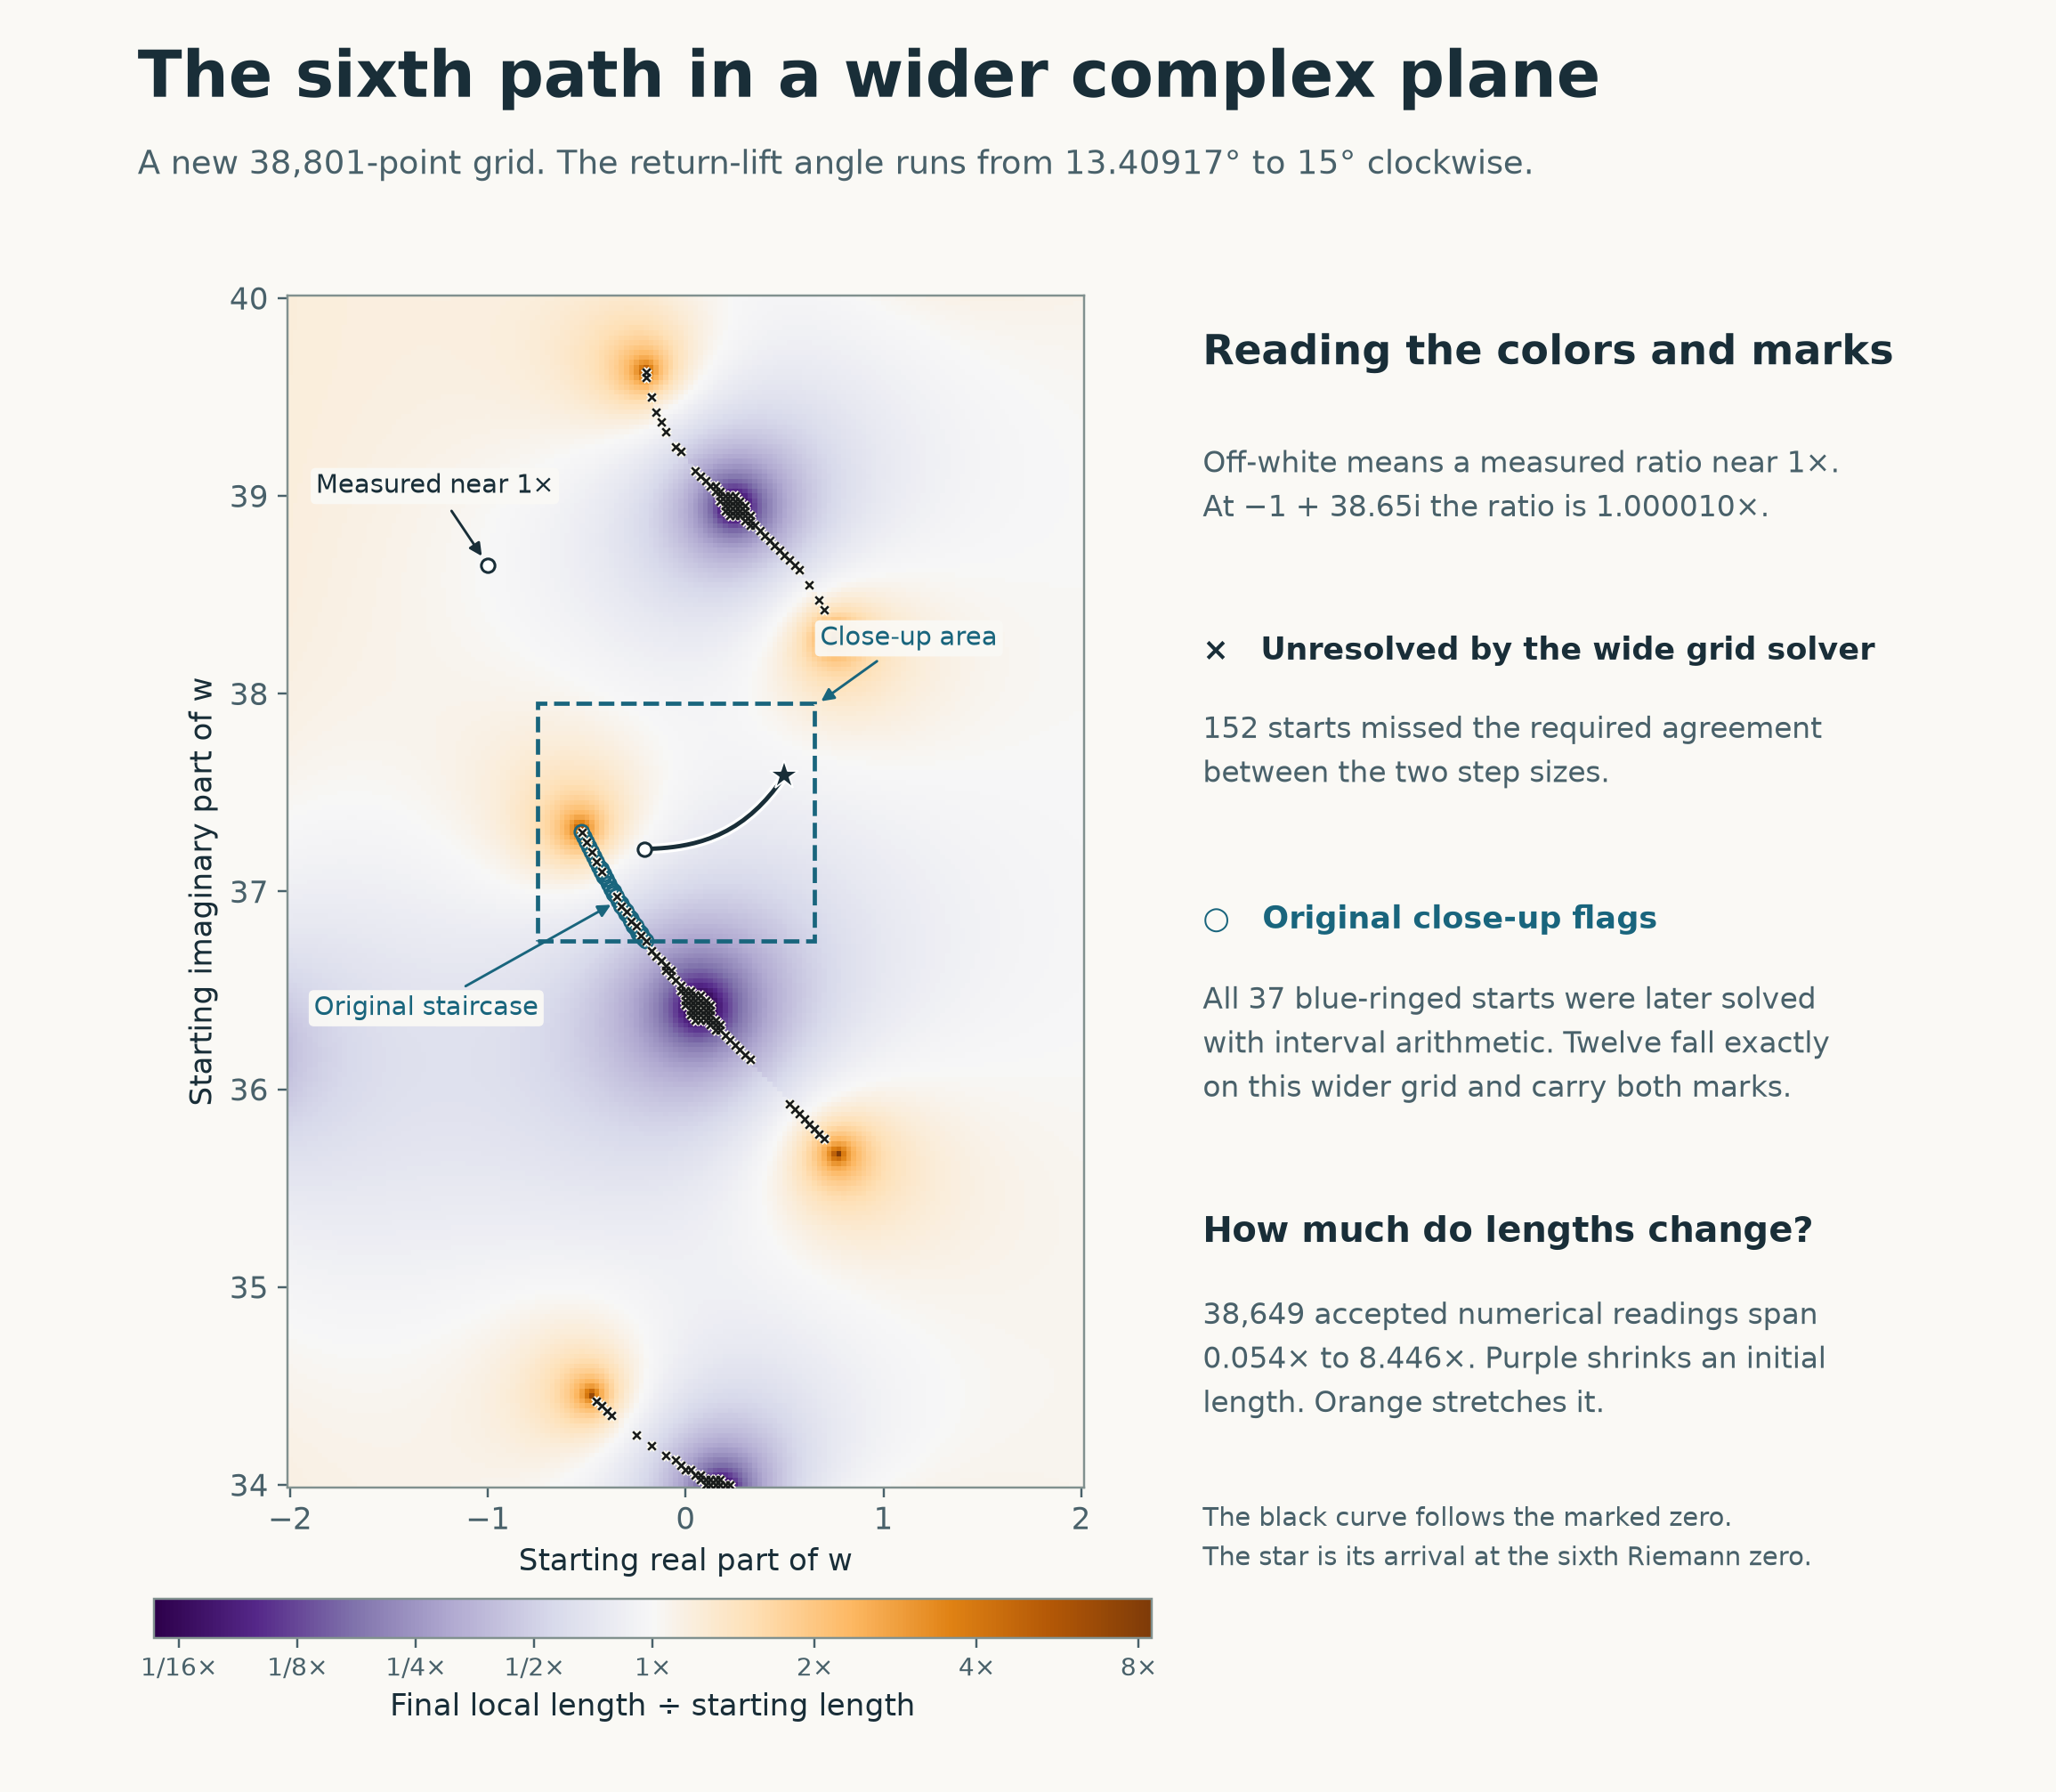 The sixth path in a wider complex plane
A new 38,801-point grid. The return-lift angle runs from 13.40917° to 15° clockwise.
40
39
38
37
36
35
34
Starting imaginary part of w
Measured near 1×
Close-up area
Original staircase
−2
−1
0
1
2
Starting real part of w
1/16×
1/8×
1/4×
1/2×
1×
2×
4×
8×
Final local length ÷ starting length
Reading the colors and marks
Off-white means a measured ratio near 1×.
At −1 + 38.65i the ratio is 1.000010×.
× Unresolved by the wide grid solver
152 starts missed the required agreement
between the two step sizes.
○ Original close-up flags
All 37 blue-ringed starts were later solved
with interval arithmetic. Twelve fall exactly
on this wider grid and carry both marks.
How much do lengths change?
38,649 accepted numerical readings span
0.054× to 8.446×. Purple shrinks an initial
length. Orange stretches it.
The black curve follows the marked zero.
The star is its arrival at the sixth Riemann zero.